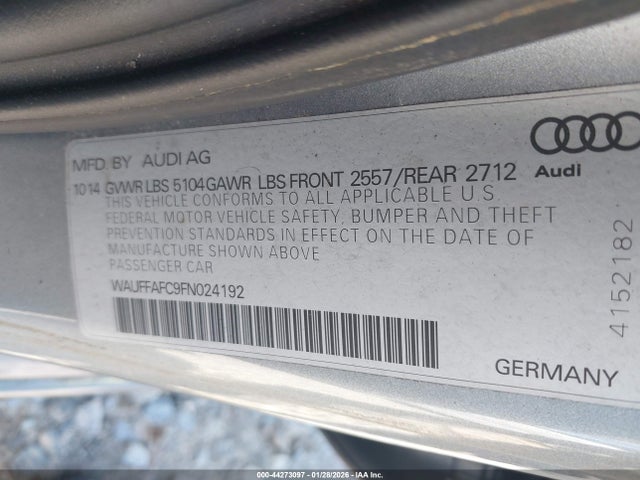 MFD. BY AUDI AG
10 14 GVWR LBS 5104 GAWR LBS FRONT 2557/REAR 2712
THIS VEHICLE CONFORMS TO ALL APPLICABLE U.S.
FEDERAL MOTOR VEHICLE SAFETY, BUMPER AND THEFT
PREVENTION STANDARDS IN EFFECT ON THE DATE OF
MANUFACTURE SHOWN ABOVE
PASSENGER CAR
WAUFFAFC9FN024192
Audi
4152182
GERMANY
000-44273097 | 01/28/2026 - IAA Inc.